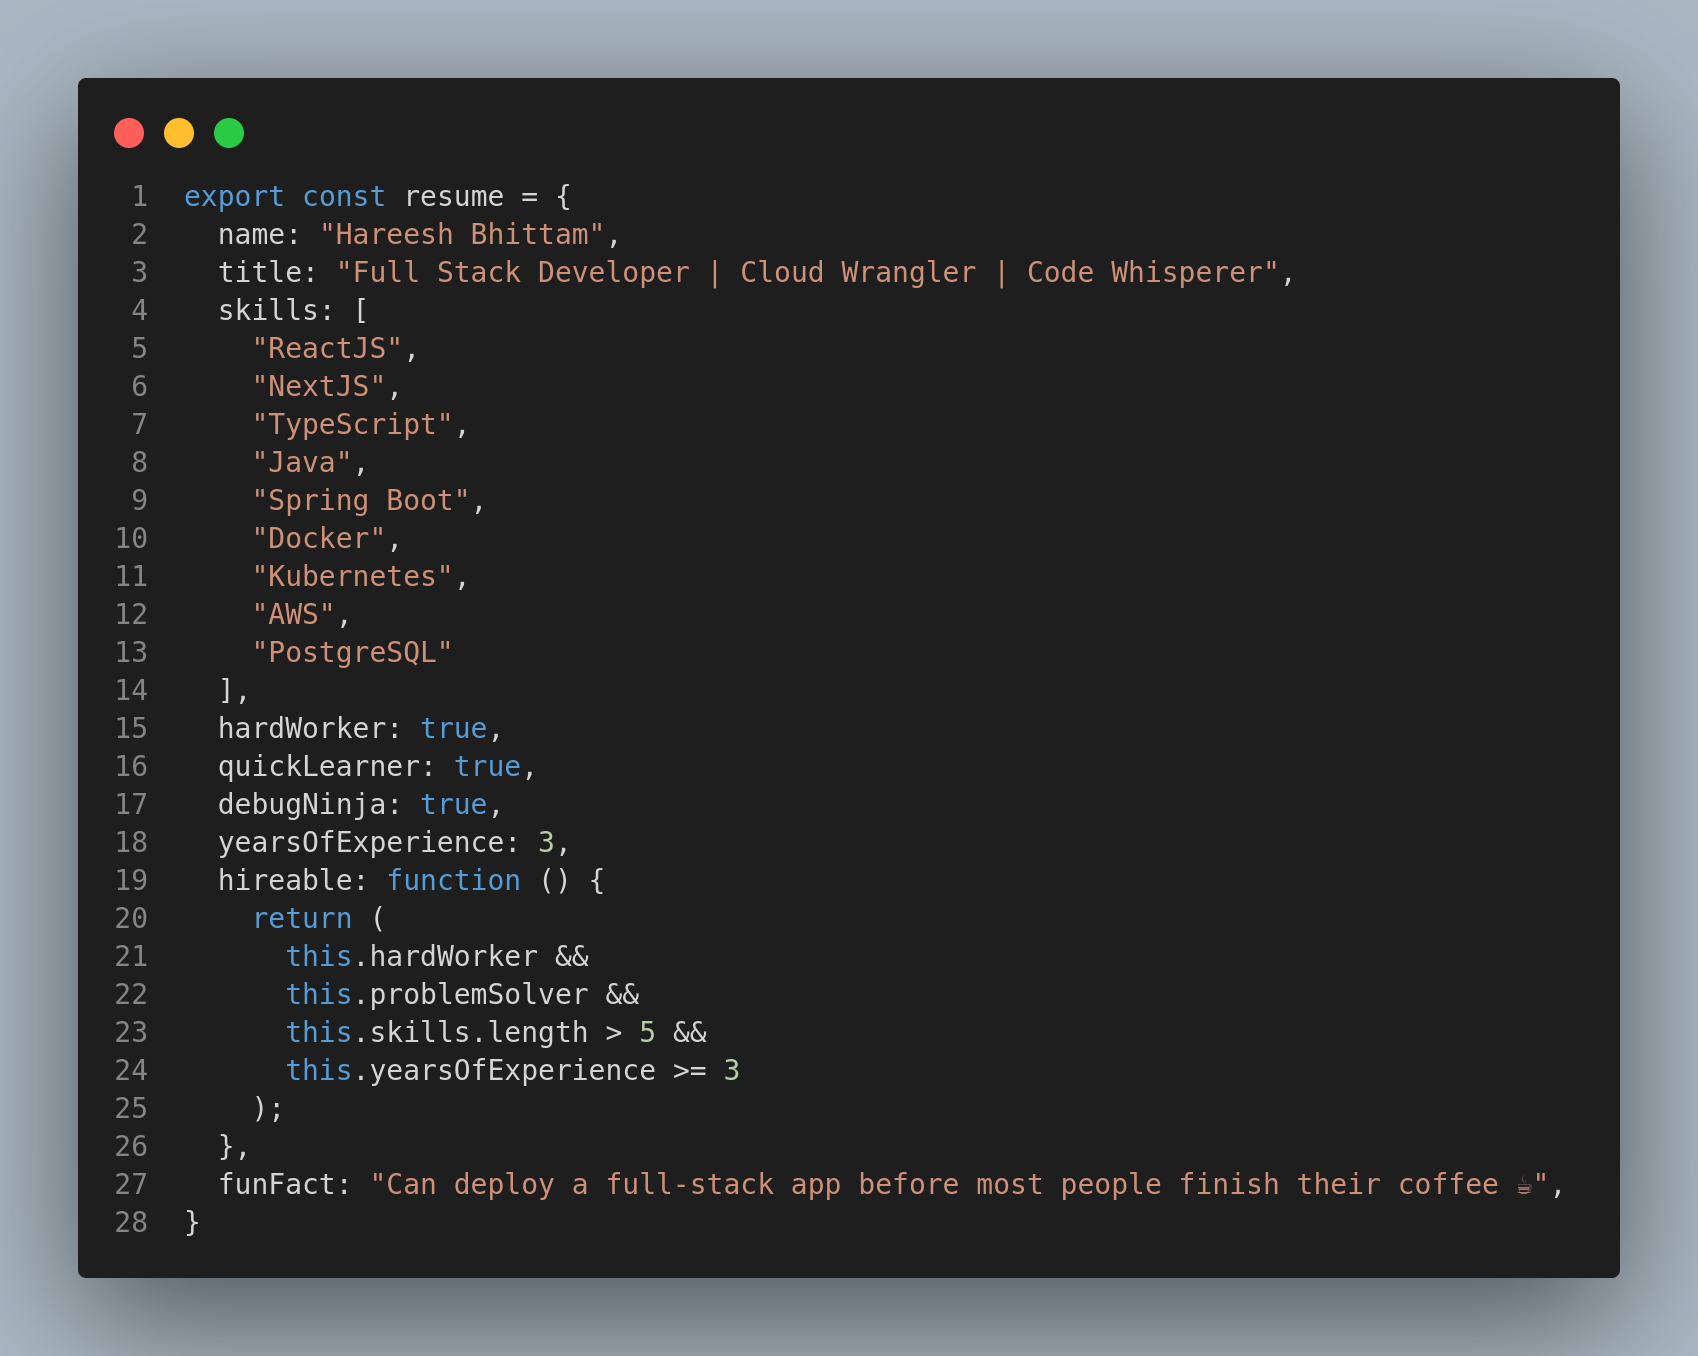 1 export const resume = {
2   name: "Hareesh Bhittam",
3   title: "Full Stack Developer | Cloud Wrangler | Code Whisperer",
4   skills: [
5     "ReactJS",
6     "NextJS",
7     "TypeScript",
8     "Java",
9     "Spring Boot",
10     "Docker",
11     "Kubernetes",
12     "AWS",
13     "PostgreSQL"
14   ],
15   hardWorker: true,
16   quickLearner: true,
17   debugNinja: true,
18   yearsOfExperience: 3,
19   hireable: function () {
20     return (
21       this.hardWorker &&
22       this.problemSolver &&
23       this.skills.length > 5 &&
24       this.yearsOfExperience >= 3
25     );
26   },
27   funFact: "Can deploy a full-stack app before most people finish their coffee ☕",
28 }